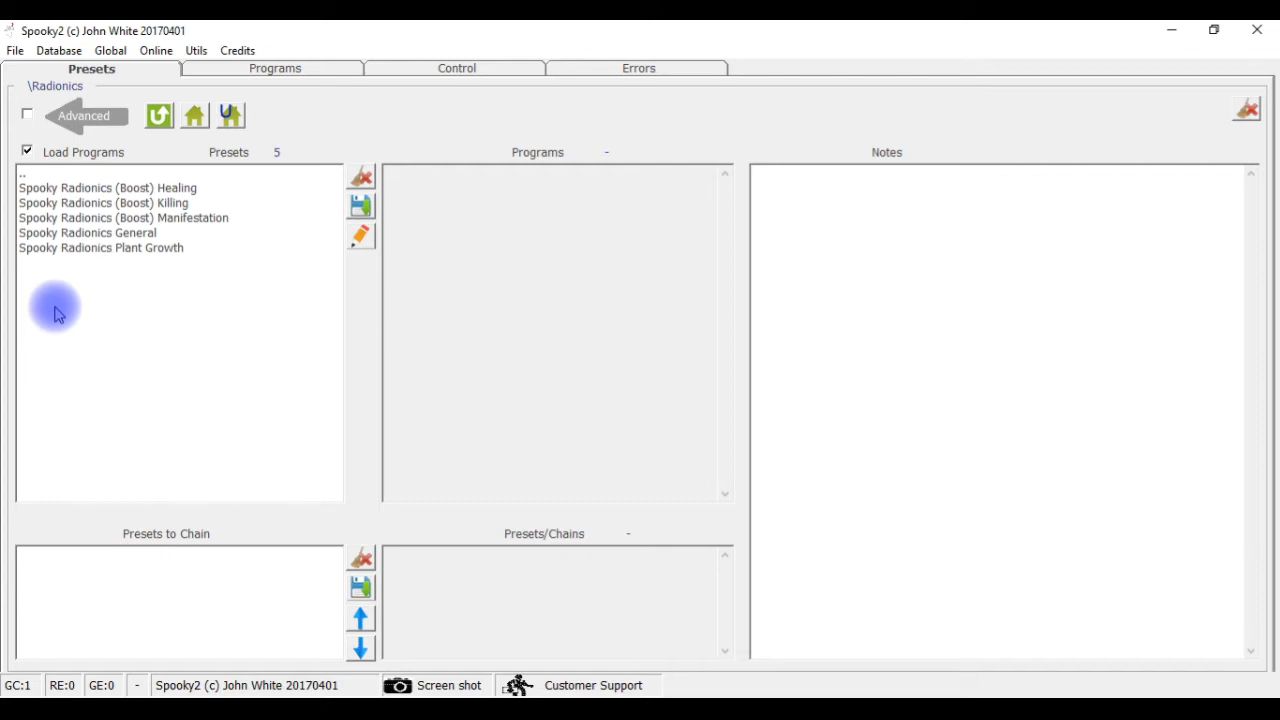 Spooky2 (c) John White 20170401
File Database Global Online Utils Credits
Presets Programs Control Errors
\Radionics
Advanced
U
Load Programs Presets 5 Programs - Notes
..
Spooky Radionics (Boost) Healing
Spooky Radionics (Boost) Killing
Spooky Radionics (Boost) Manifestation
Spooky Radionics General
Spooky Radionics Plant Growth
Presets to Chain Presets/Chains -
GC:1 RE:0 GE:0 - Spooky2 (c) John White 20170401 Screen shot Customer Support